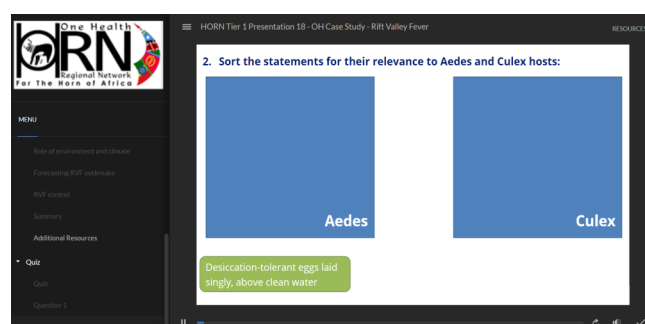 One Health
HORN
Regional Network
For The Horn of Africa
HORN Tier 1 Presentation 18 - OH Case Study - Rift Valley Fever
RESOURCES
MENU
Role of environment and climate
Forecasting RVF outbreaks
RVF control
Summary
Additional Resources
Quiz
Quiz
Question 1
2. Sort the statements for their relevance to Aedes and Culex hosts:
Aedes
Culex
Desiccation-tolerant eggs laid
singly, above clean water